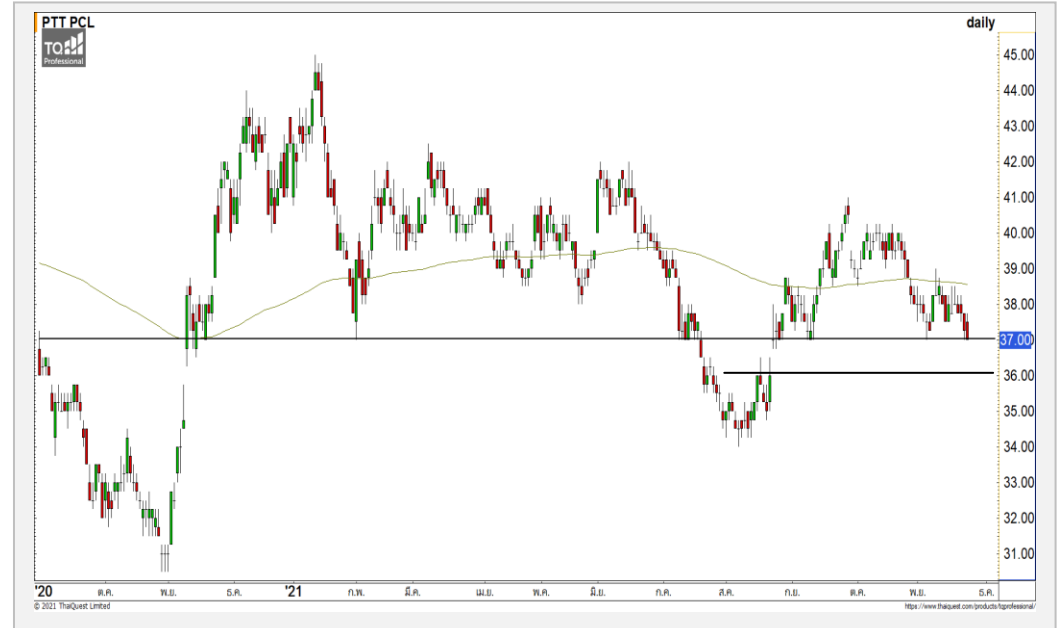 PTT PCL
daily
TQ
Professional
45.00
44.00
43.00
42.00
41.00
40.00
39.00
38.00
37.00
36.00
35.00
34.00
33.00
32.00
31.00
'20 ต.ค. พ.ย. ธ.ค. '21 ก.พ. มี.ค. เม.ย. พ.ค. มิ.ย. ก.ค. ส.ค. ก.ย. ต.ค. พ.ย. ธ.ค.
© 2021 ThaiQuest Limited
https://www.thaiquest.com/products/tqprofessional/